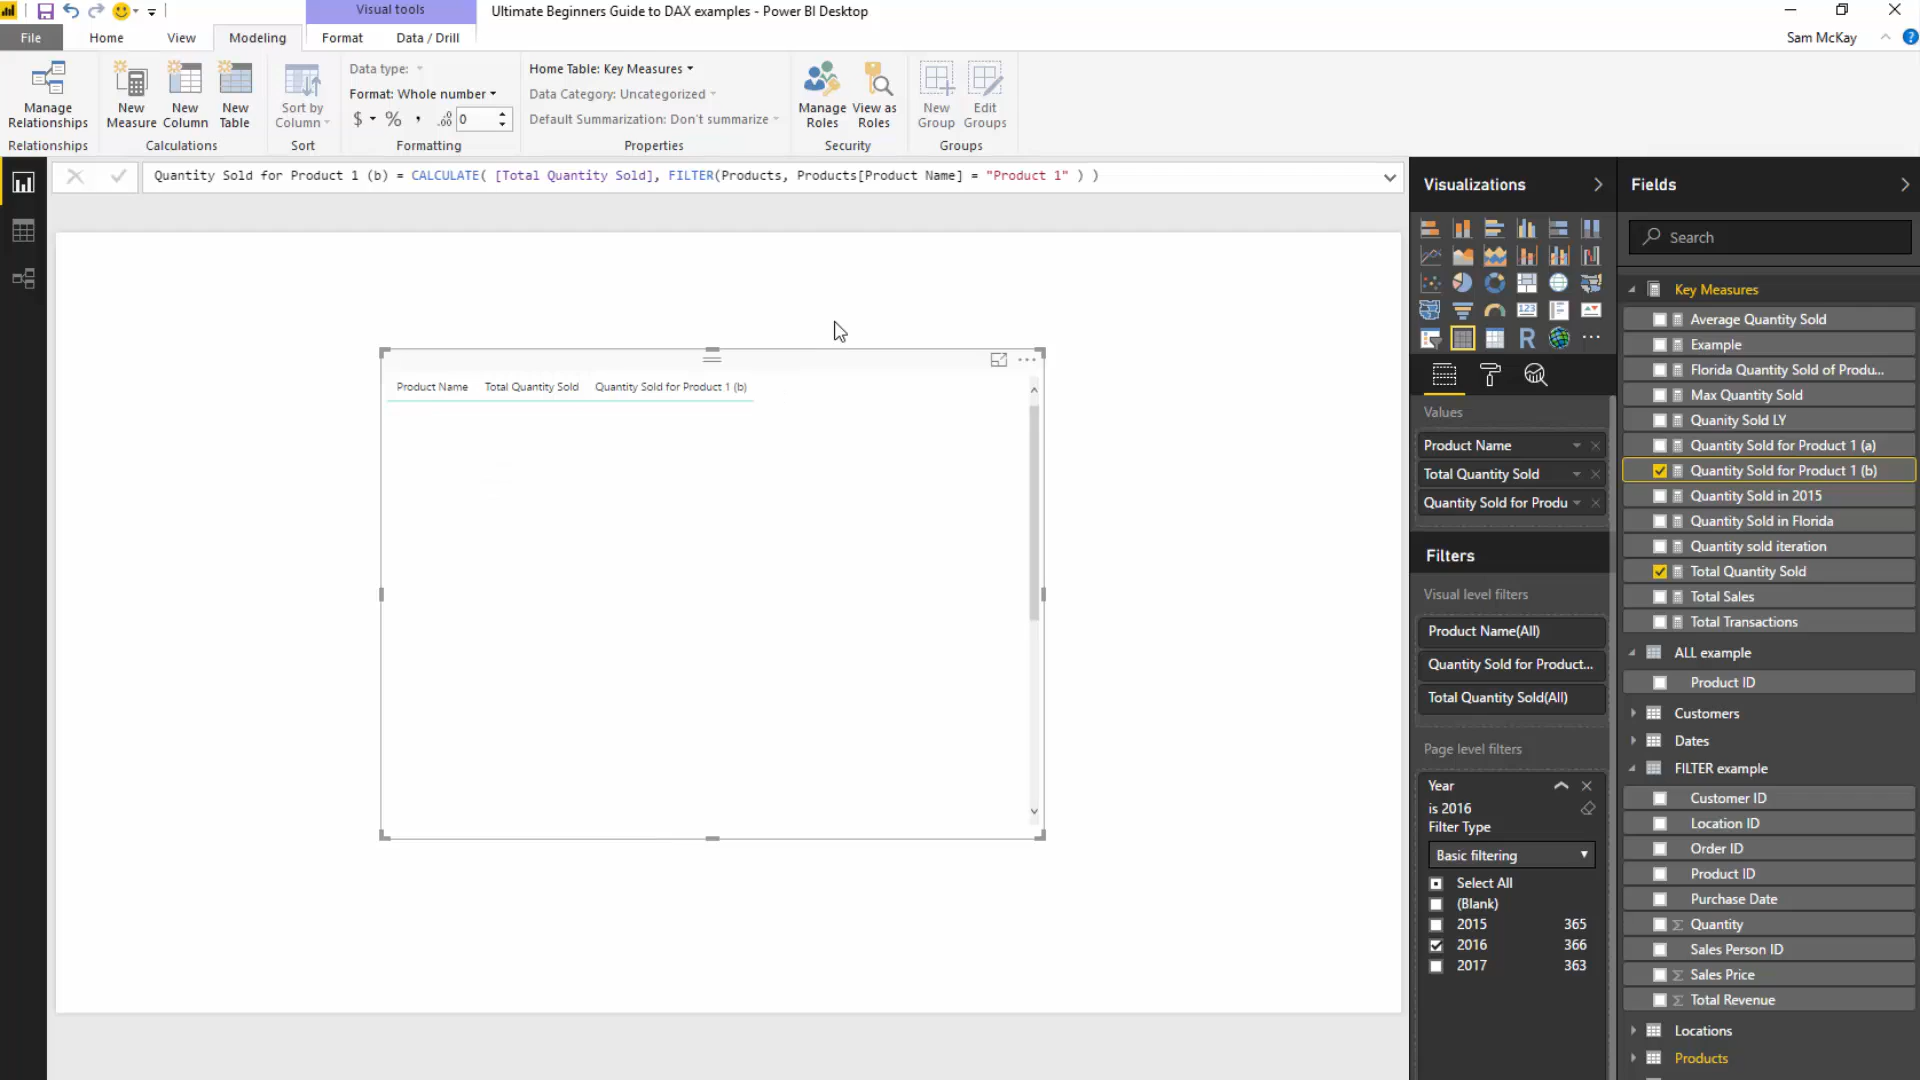 Visual tools
Ultimate Beginners Guide to DAX examples - Power BI Desktop
File
Home
View
Modeling
Format
Data / Drill
Sam McKay
Manage Relationships
New Measure
New Column
New Table
Sort by Column
Data type:
Format: Whole number
$ % , .00 0
Home Table: Key Measures
Data Category: Uncategorized
Default Summarization: Don't summarize
Manage Roles
View as Roles
New Group
Edit Groups
Relationships
Calculations
Sort
Formatting
Properties
Security
Groups
Quantity Sold for Product 1 (b) = CALCULATE( [Total Quantity Sold], FILTER(Products, Products[Product Name] = "Product 1" ) )
Product Name
Total Quantity Sold
Quantity Sold for Product 1 (b)
Visualizations
123
R
Values
Product Name
Total Quantity Sold
Quantity Sold for Produ
Filters
Visual level filters
Product Name(All)
Quantity Sold for Product...
Total Quantity Sold(All)
Page level filters
Year
is 2016
Filter Type
Basic filtering
Select All
(Blank)
2015 365
2016 366
2017 363
Fields
Search
Key Measures
Average Quantity Sold
Example
Florida Quantity Sold of Produ...
Max Quantity Sold
Quanity Sold LY
Quantity Sold for Product 1 (a)
Quantity Sold for Product 1 (b)
Quantity Sold in 2015
Quantity Sold in Florida
Quantity sold iteration
Total Quantity Sold
Total Sales
Total Transactions
ALL example
Product ID
Customers
Dates
FILTER example
Customer ID
Location ID
Order ID
Product ID
Purchase Date
Quantity
Sales Person ID
Sales Price
Total Revenue
Locations
Products